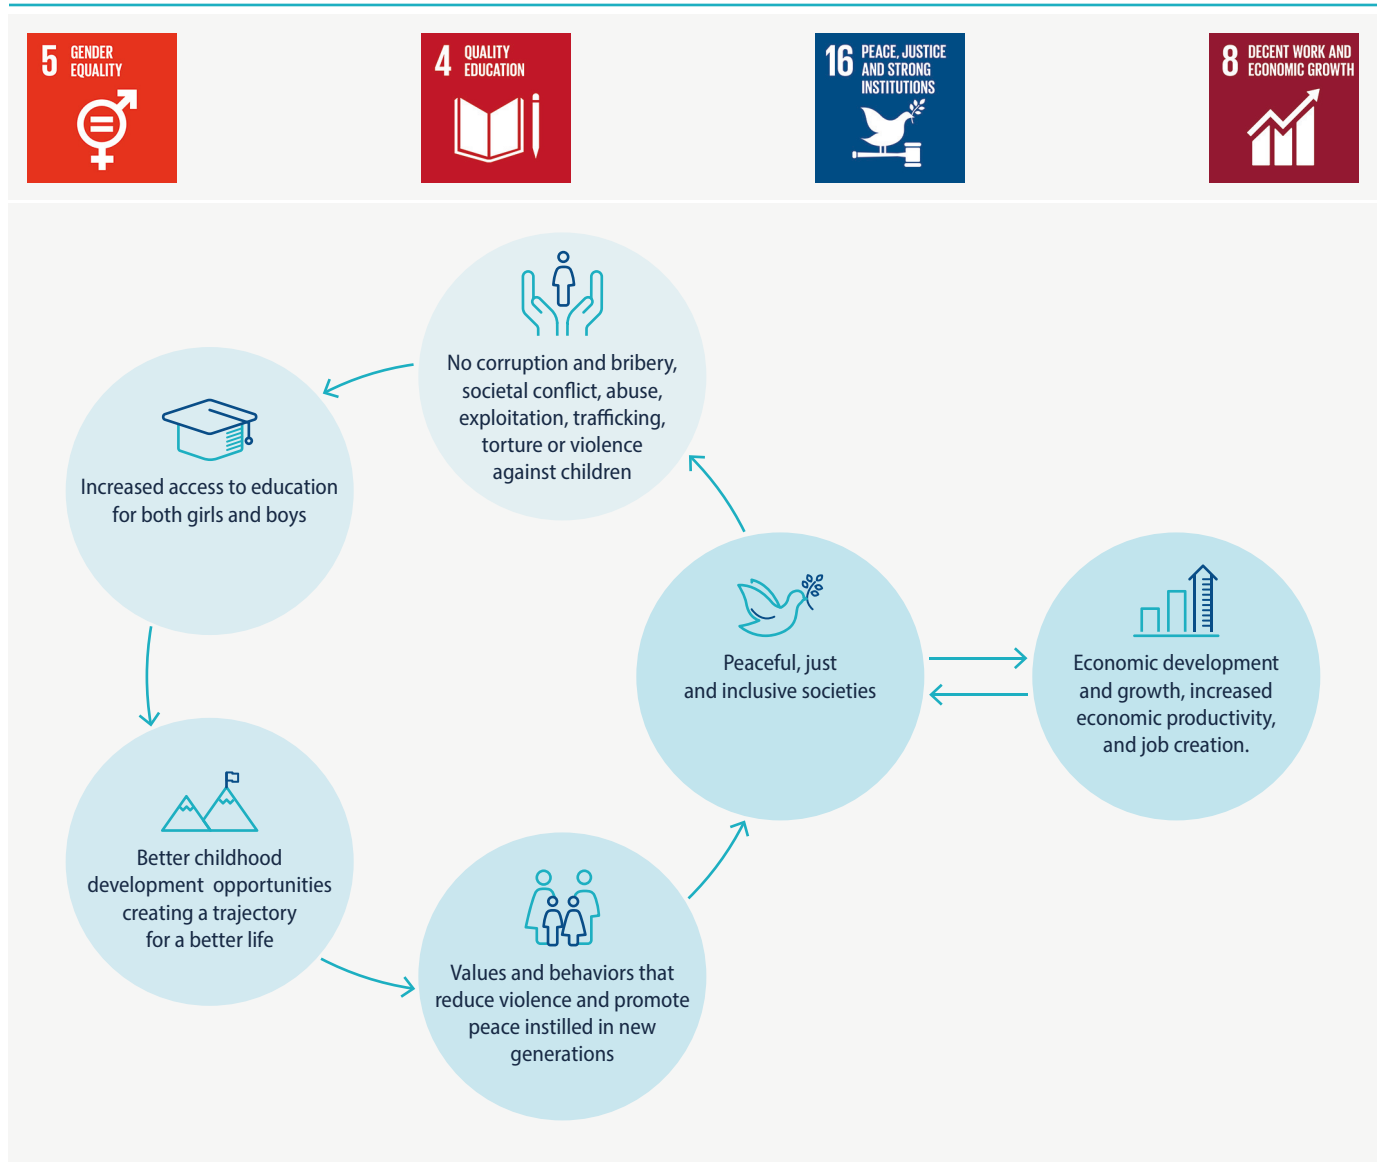 5 GENDER
EQUALITY
4 QUALITY
EDUCATION
16 PEACE, JUSTICE
AND STRONG
INSTITUTIONS
8 DECENT WORK AND
ECONOMIC GROWTH
No corruption and bribery,
societal conflict, abuse,
exploitation, trafficking,
torture or violence
against children
Increased access to education
for both girls and boys
Better childhood
development opportunities
creating a trajectory
for a better life
Values and behaviors that
reduce violence and promote
peace instilled in new
generations
Peaceful, just
and inclusive societies
Economic development
and growth, increased
economic productivity,
and job creation.